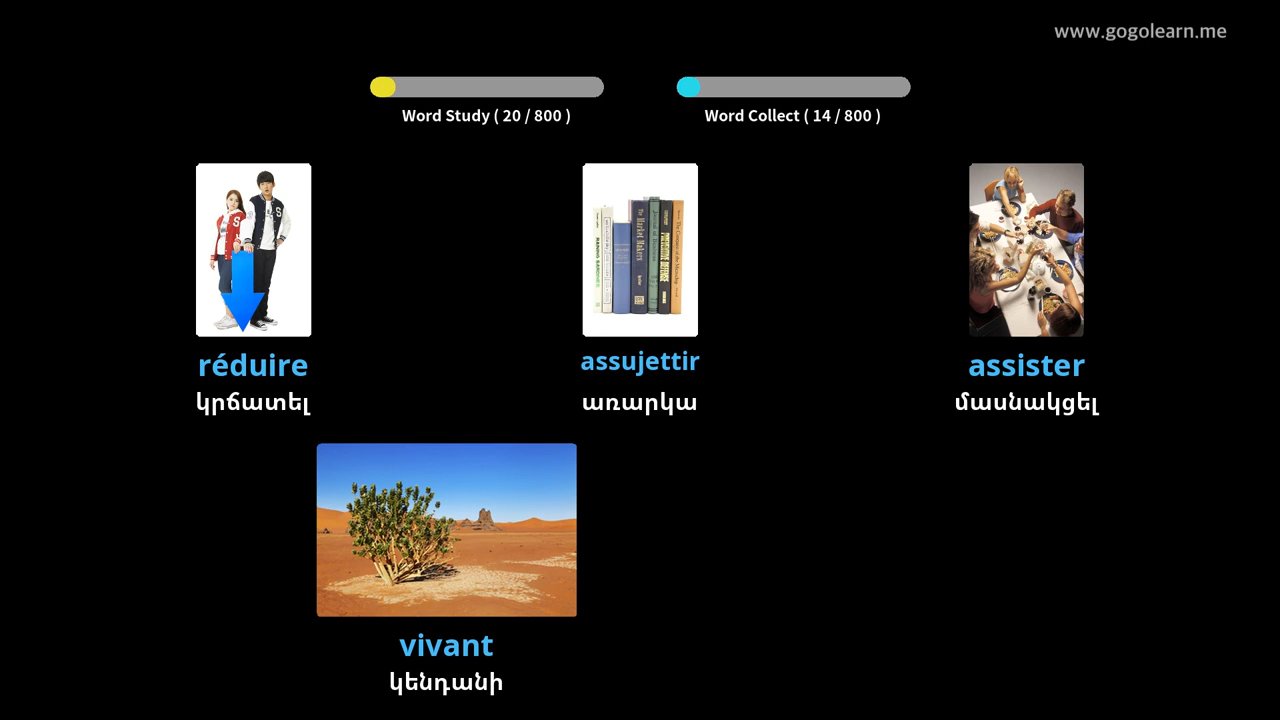 www.gogolearn.me
Word Study ( 20 / 800 )
Word Collect ( 14 / 800 )
réduire
կրճատել
assujettir
առարկա
assister
մասնակցել
vivant
կենդանի